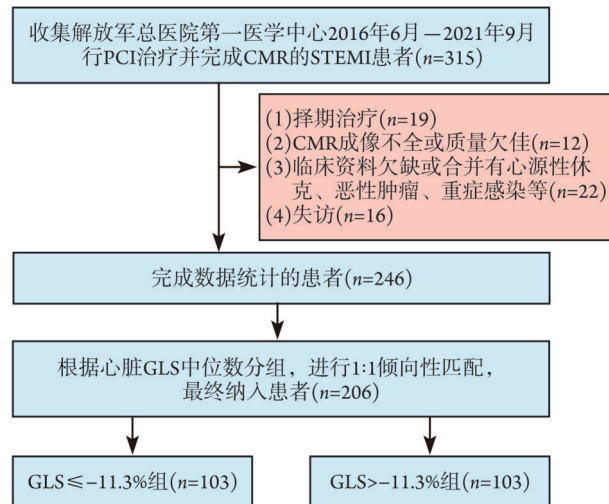 收集解放军总医院第一医学中心2016年6月—2021年9月
行PCI治疗并完成CMR的STEMI患者(n=315)
(1)择期治疗(n=19)
(2)CMR成像不全或质量欠佳(n=12)
(3)临床资料欠缺或合并有心源性休
克、恶性肿瘤、重症感染等(n=22)
(4)失访(n=16)
完成数据统计的患者(n=246)
根据心脏GLS中位数分组，进行1:1倾向性匹配，
最终纳入患者(n=206)
GLS≤-11.3%组(n=103)
GLS>-11.3%组(n=103)